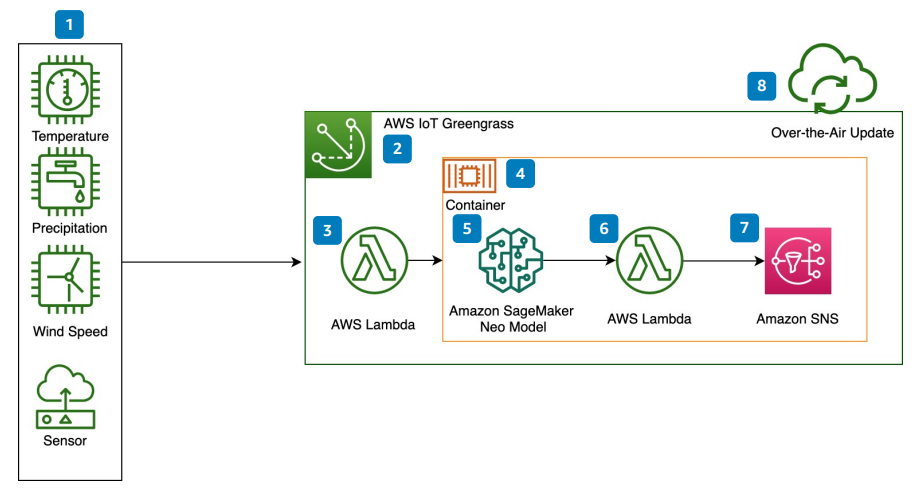 1
Temperature
Precipitation
Wind Speed
Sensor
AWS IoT Greengrass
2
8
Over-the-Air Update
4
Container
3
AWS Lambda
5
Amazon SageMaker
Neo Model
6
AWS Lambda
7
Amazon SNS